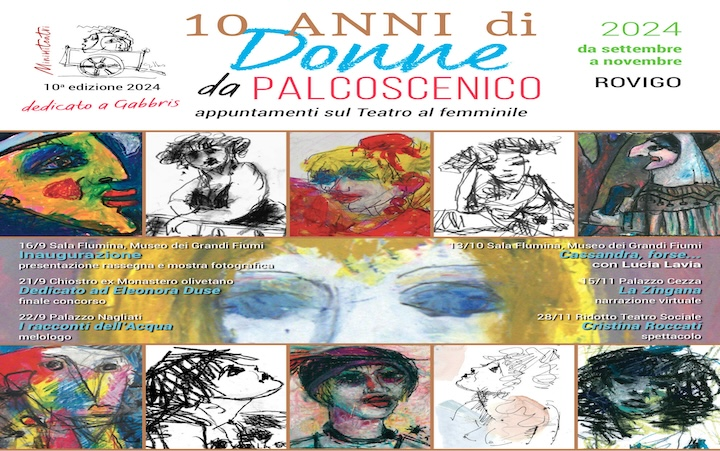 10 ANNI di
Donne
da PALCOSCENICO
appuntamenti sul Teatro al femminile
Miniminiteatri
10ª edizione 2024
dedicato a Gabbris
2024
da settembre
a novembre
ROVIGO
16/9 Sala Flumina, Museo dei Grandi Fiumi
Inaugurazione
presentazione rassegna e mostra fotografica
21/9 Chiostro ex Monastero olivetano
Dedicato ad Eleonora Duse
finale concorso
22/9 Palazzo Nagliati
I racconti dell'Acqua
melologo
13/10 Sala Flumina, Museo dei Grandi Fiumi
Cassandra, forse...
con Lucia Lavia
15/11 Palazzo Cezza
La Zingana
narrazione virtuale
28/11 Ridotto Teatro Sociale
Cristina Roccati
spettacolo